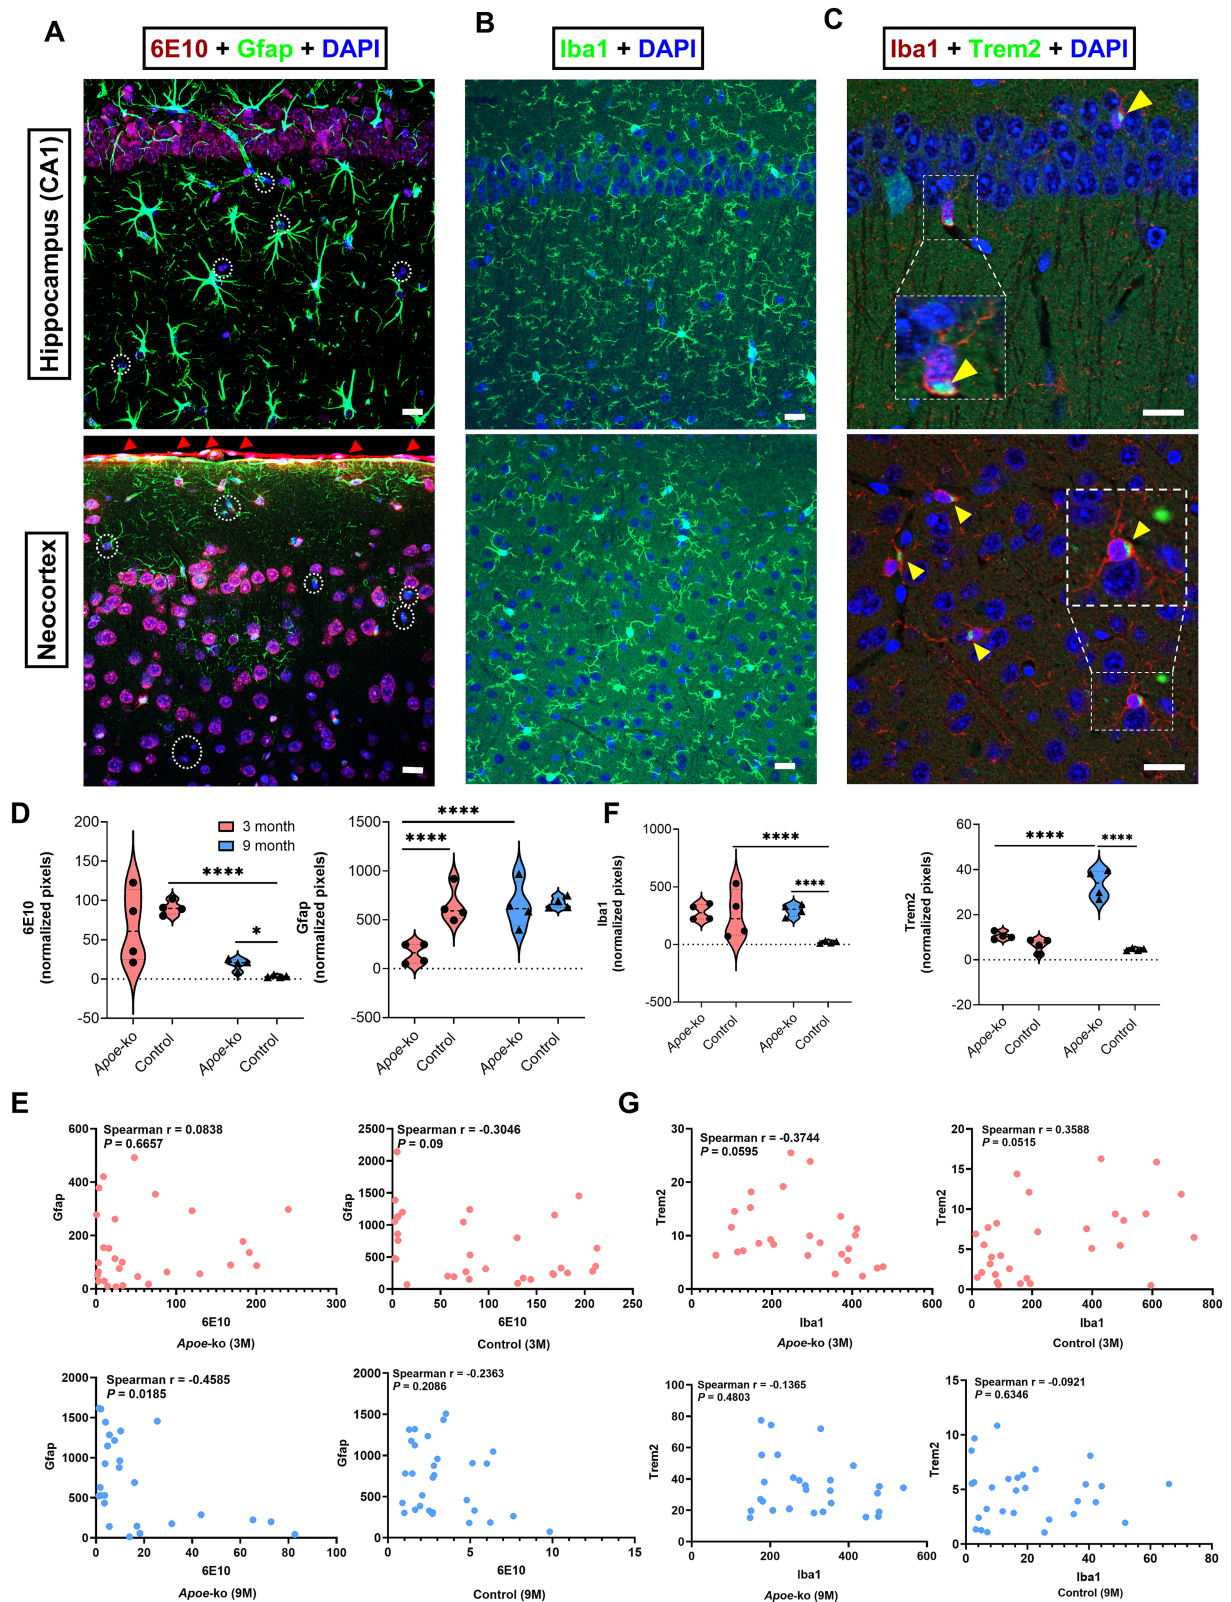 A
6E10 + Gfap + DAPI
B
Iba1 + DAPI
C
Iba1 + Trem2 + DAPI
Hippocampus (CA1)
Neocortex
D
6E10
(normalized pixels)
200
150
100
50
0
-50
3 month
9 month
****
*
Apoe-ko
Control
Apoe-ko
Control
Gfap
(normalized pixels)
1500
1000
500
0
-500
****
****
Apoe-ko
Control
Apoe-ko
Control
F
Iba1
(normalized pixels)
1000
500
0
-500
****
****
Apoe-ko
Control
Apoe-ko
Control
Trem2
(normalized pixels)
60
40
20
0
-20
****
****
Apoe-ko
Control
Apoe-ko
Control
E
Spearman r = 0.0838
P = 0.6657
Gfap
600
400
200
0
0 100 200 300
6E10
Apoe-ko (3M)
Spearman r = -0.3046
P = 0.09
Gfap
2500
2000
1500
1000
500
0
0 50 100 150 200 250
6E10
Control (3M)
G
Spearman r = -0.3744
P = 0.0595
Trem2
30
20
10
0
0 200 400 600
Iba1
Apoe-ko (3M)
Spearman r = 0.3588
P = 0.0515
Trem2
20
15
10
5
0
0 200 400 600 800
Iba1
Control (3M)
Spearman r = -0.4585
P = 0.0185
Gfap
2000
1500
1000
500
0
0 20 40 60 80 100
6E10
Apoe-ko (9M)
Spearman r = -0.2363
P = 0.2086
Gfap
2000
1500
1000
500
0
0 5 10 15
6E10
Control (9M)
Spearman r = -0.1365
P = 0.4803
Trem2
100
80
60
40
20
0
0 200 400 600
Iba1
Apoe-ko (9M)
Spearman r = -0.0921
P = 0.6346
Trem2
15
10
5
0
0 20 40 60 80
Iba1
Control (9M)